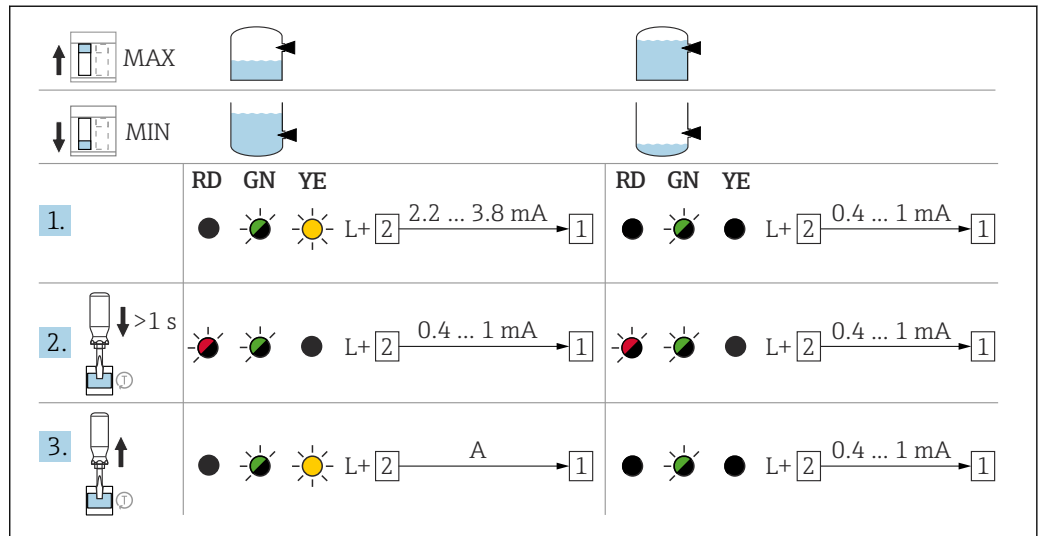 MAX
MIN
RD GN YE RD GN YE
1. L+ 2 2.2 ... 3.8 mA 1 L+ 2 0.4 ... 1 mA 1
2. >1 s T L+ 2 0.4 ... 1 mA 1 L+ 2 0.4 ... 1 mA 1
3. T L+ 2 A 1 L+ 2 0.4 ... 1 mA 1